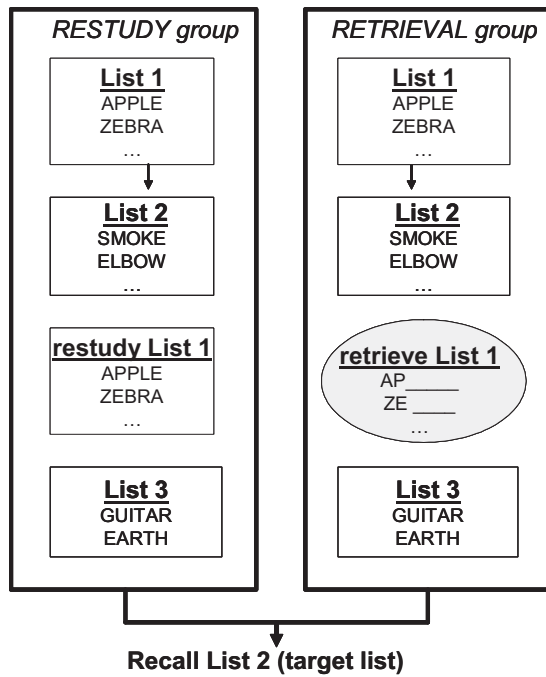 RESTUDY group
List 1
APPLE
ZEBRA
...
List 2
SMOKE
ELBOW
...
restudy List 1
APPLE
ZEBRA
...
List 3
GUITAR
EARTH
RETRIEVAL group
List 1
APPLE
ZEBRA
...
List 2
SMOKE
ELBOW
...
retrieve List 1
AP_____
ZE ____
...
List 3
GUITAR
EARTH
Recall List 2 (target list)